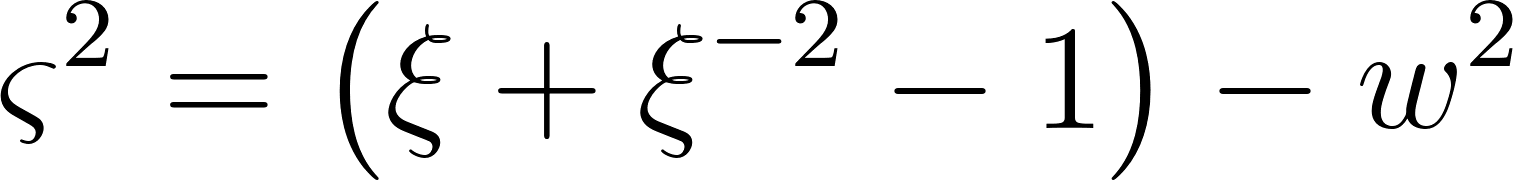 ς² = (ξ + ξ⁻² − 1) − w²